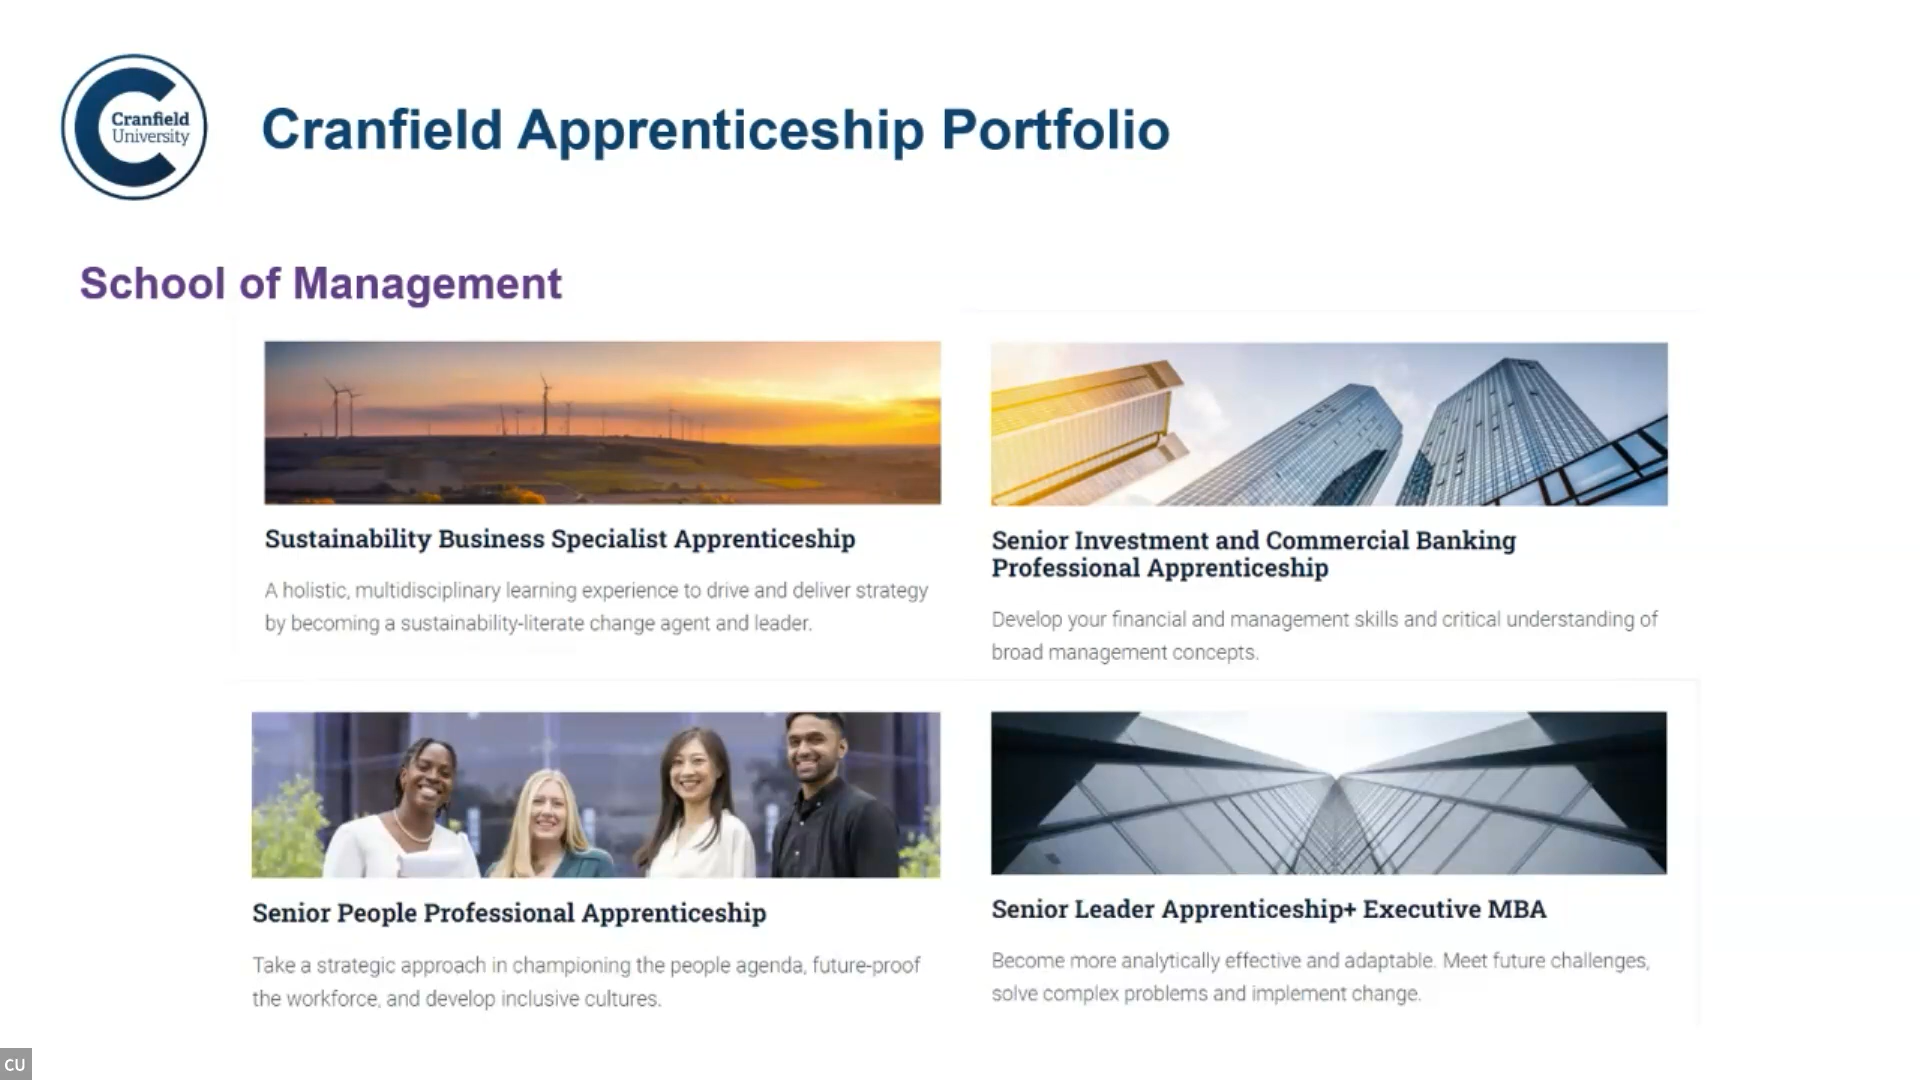 Cranfield
University
Cranfield Apprenticeship Portfolio
School of Management
Sustainability Business Specialist Apprenticeship
A holistic, multidisciplinary learning experience to drive and deliver strategy
by becoming a sustainability-literate change agent and leader.
Senior Investment and Commercial Banking
Professional Apprenticeship
Develop your financial and management skills and critical understanding of
broad management concepts.
Senior People Professional Apprenticeship
Take a strategic approach in championing the people agenda, future-proof
the workforce, and develop inclusive cultures.
Senior Leader Apprenticeship+ Executive MBA
Become more analytically effective and adaptable. Meet future challenges,
solve complex problems and implement change.
CU